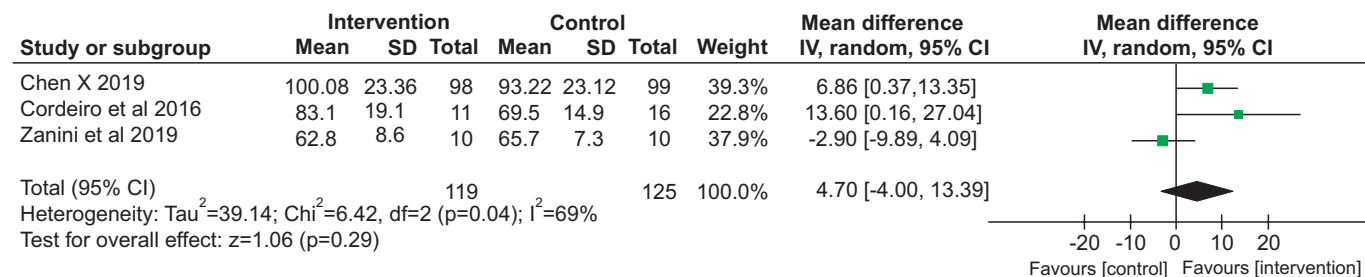 Intervention Control Mean difference Mean difference
Study or subgroup Mean SD Total Mean SD Total Weight IV, random, 95% CI IV, random, 95% CI
Chen X 2019 100.08 23.36 98 93.22 23.12 99 39.3% 6.86 [0.37,13.35]
Cordeiro et al 2016 83.1 19.1 11 69.5 14.9 16 22.8% 13.60 [0.16, 27.04]
Zanini et al 2019 62.8 8.6 10 65.7 7.3 10 37.9% -2.90 [-9.89, 4.09]
Total (95% CI) 119 125 100.0% 4.70 [-4.00, 13.39]
Heterogeneity: Tau²=39.14; Chi²=6.42, df=2 (p=0.04); I²=69%
Test for overall effect: z=1.06 (p=0.29)
-20 -10 0 10 20
Favours [control] Favours [intervention]